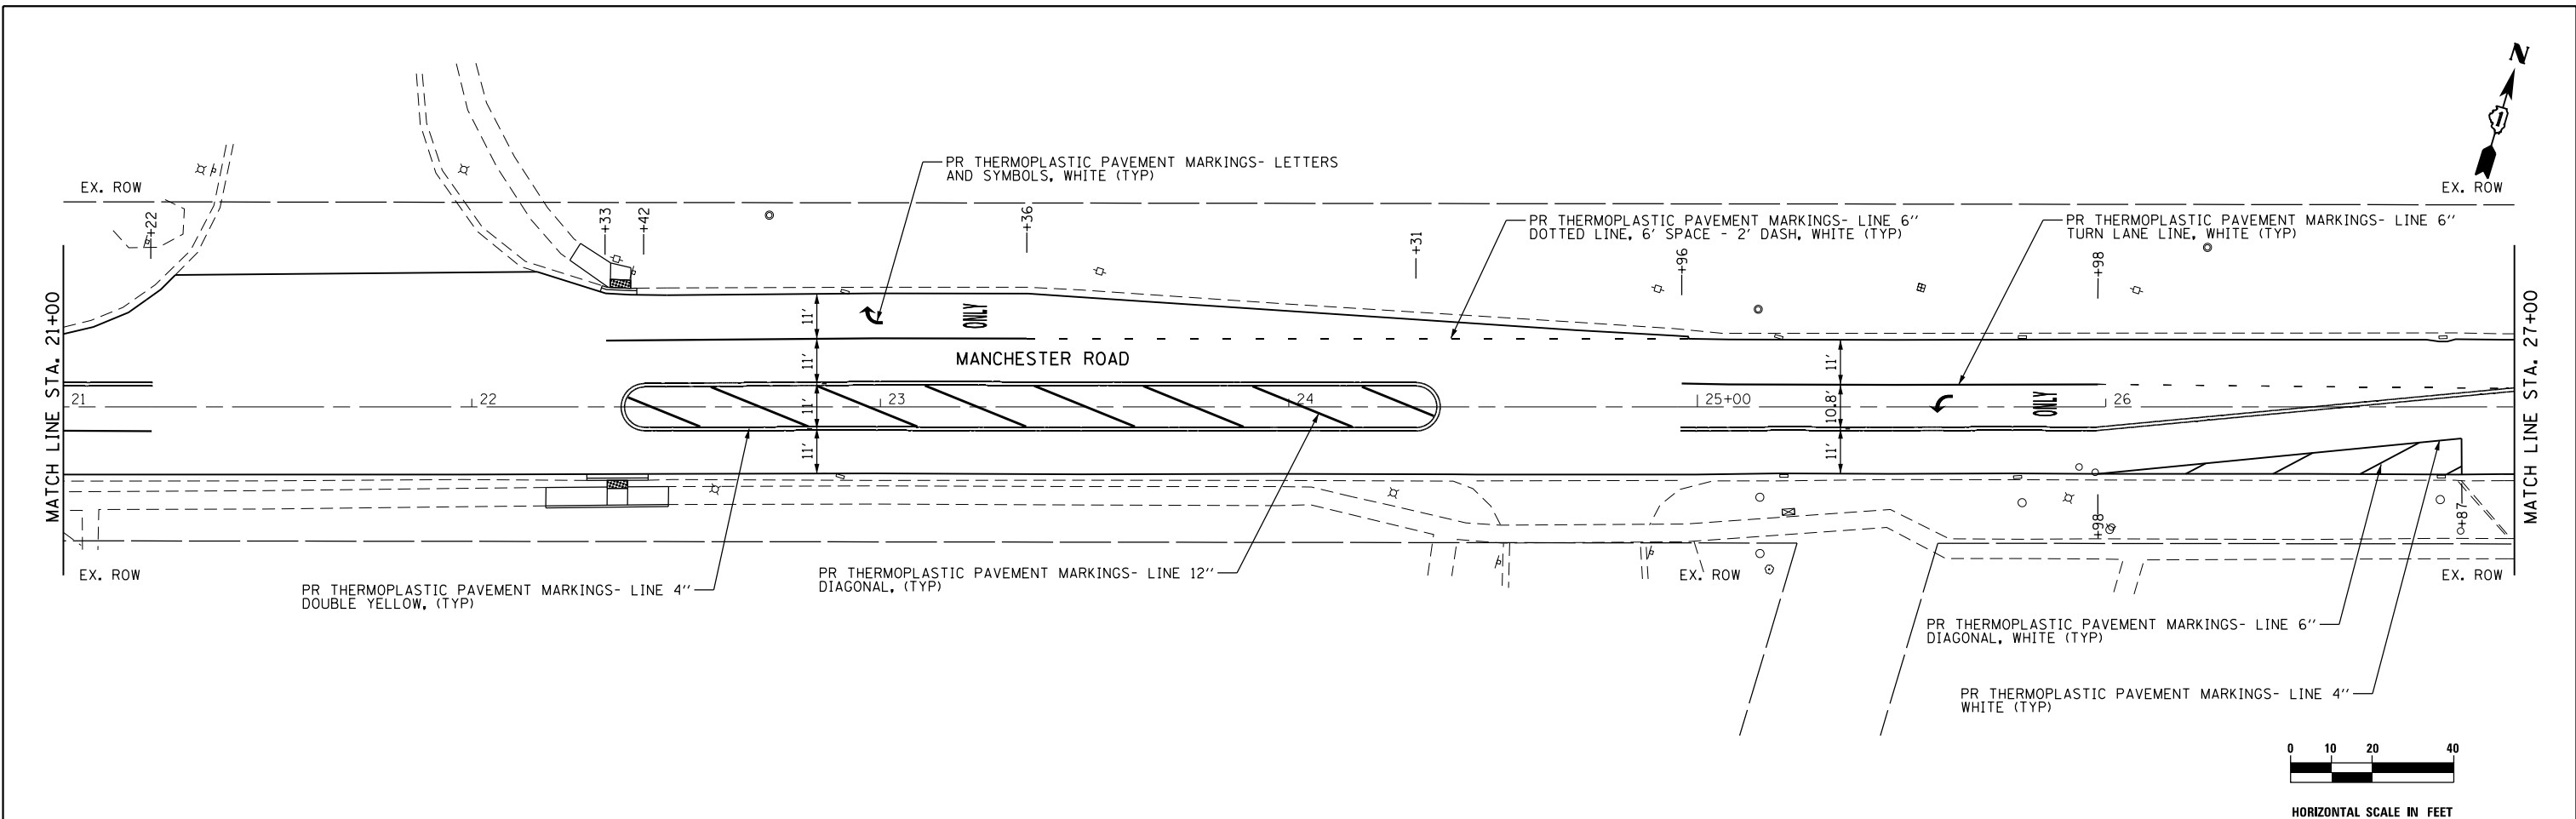 N
1
PR THERMOPLASTIC PAVEMENT MARKINGS- LETTERS
AND SYMBOLS, WHITE (TYP)
EX. ROW
EX. ROW
+22
+33
+42
+36
+31
+96
+98
PR THERMOPLASTIC PAVEMENT MARKINGS- LINE 6"
DOTTED LINE, 6' SPACE - 2' DASH, WHITE (TYP)
PR THERMOPLASTIC PAVEMENT MARKINGS- LINE 6"
TURN LANE LINE, WHITE (TYP)
MATCH LINE STA. 21+00
MATCH LINE STA. 27+00
11'
ONLY
11'
MANCHESTER ROAD
11'
21
22
11'
23
24
25+00
10.8'
ONLY
26
11'
11'
+98
+87
EX. ROW
PR THERMOPLASTIC PAVEMENT MARKINGS- LINE 4"
DOUBLE YELLOW, (TYP)
PR THERMOPLASTIC PAVEMENT MARKINGS- LINE 12"
DIAGONAL, (TYP)
EX. ROW
EX. ROW
PR THERMOPLASTIC PAVEMENT MARKINGS- LINE 6"
DIAGONAL, WHITE (TYP)
PR THERMOPLASTIC PAVEMENT MARKINGS- LINE 4"
WHITE (TYP)
0 10 20 40
HORIZONTAL SCALE IN FEET